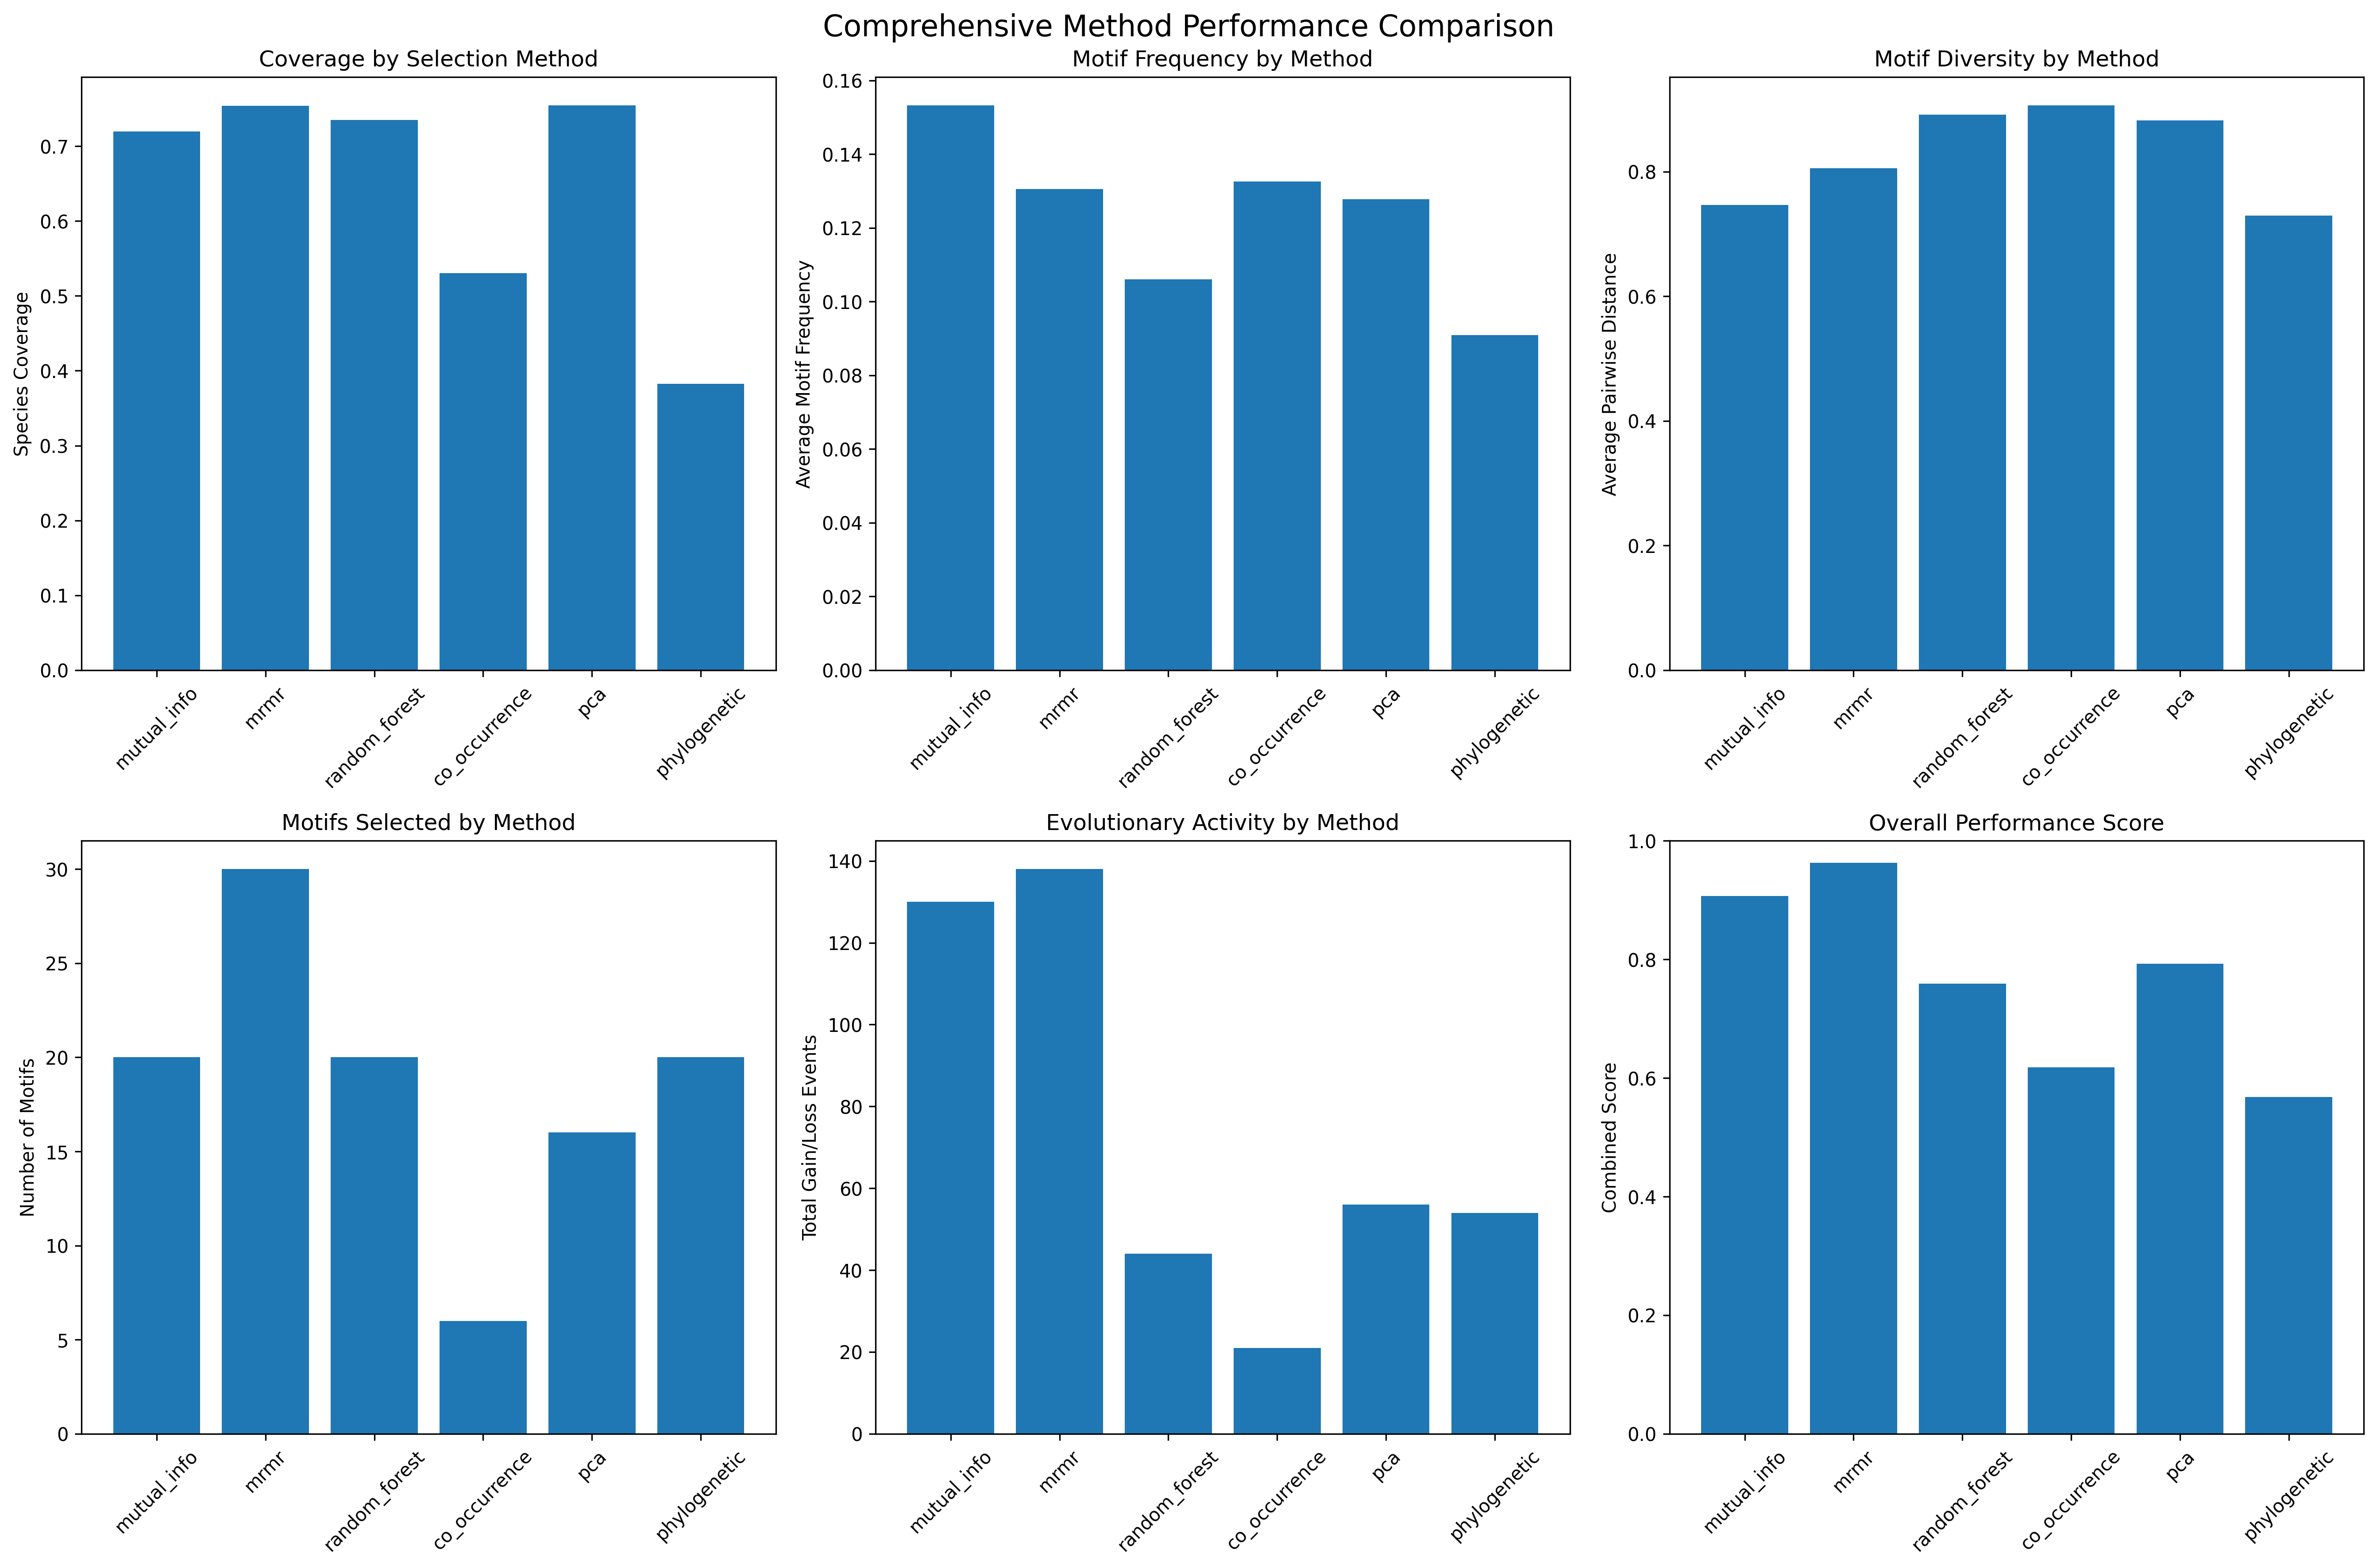 Comprehensive Method Performance Comparison
Coverage by Selection Method
Species Coverage
0.7
0.6
0.5
0.4
0.3
0.2
0.1
0.0
mutual_info
mrmr
random_forest
co_occurrence
pca
phylogenetic
Motif Frequency by Method
Average Motif Frequency
0.16
0.14
0.12
0.10
0.08
0.06
0.04
0.02
0.00
mutual_info
mrmr
random_forest
co_occurrence
pca
phylogenetic
Motif Diversity by Method
Average Pairwise Distance
0.8
0.6
0.4
0.2
0.0
mutual_info
mrmr
random_forest
co_occurrence
pca
phylogenetic
Motifs Selected by Method
Number of Motifs
30
25
20
15
10
5
0
mutual_info
mrmr
random_forest
co_occurrence
pca
phylogenetic
Evolutionary Activity by Method
Total Gain/Loss Events
140
120
100
80
60
40
20
0
mutual_info
mrmr
random_forest
co_occurrence
pca
phylogenetic
Overall Performance Score
Combined Score
1.0
0.8
0.6
0.4
0.2
0.0
mutual_info
mrmr
random_forest
co_occurrence
pca
phylogenetic